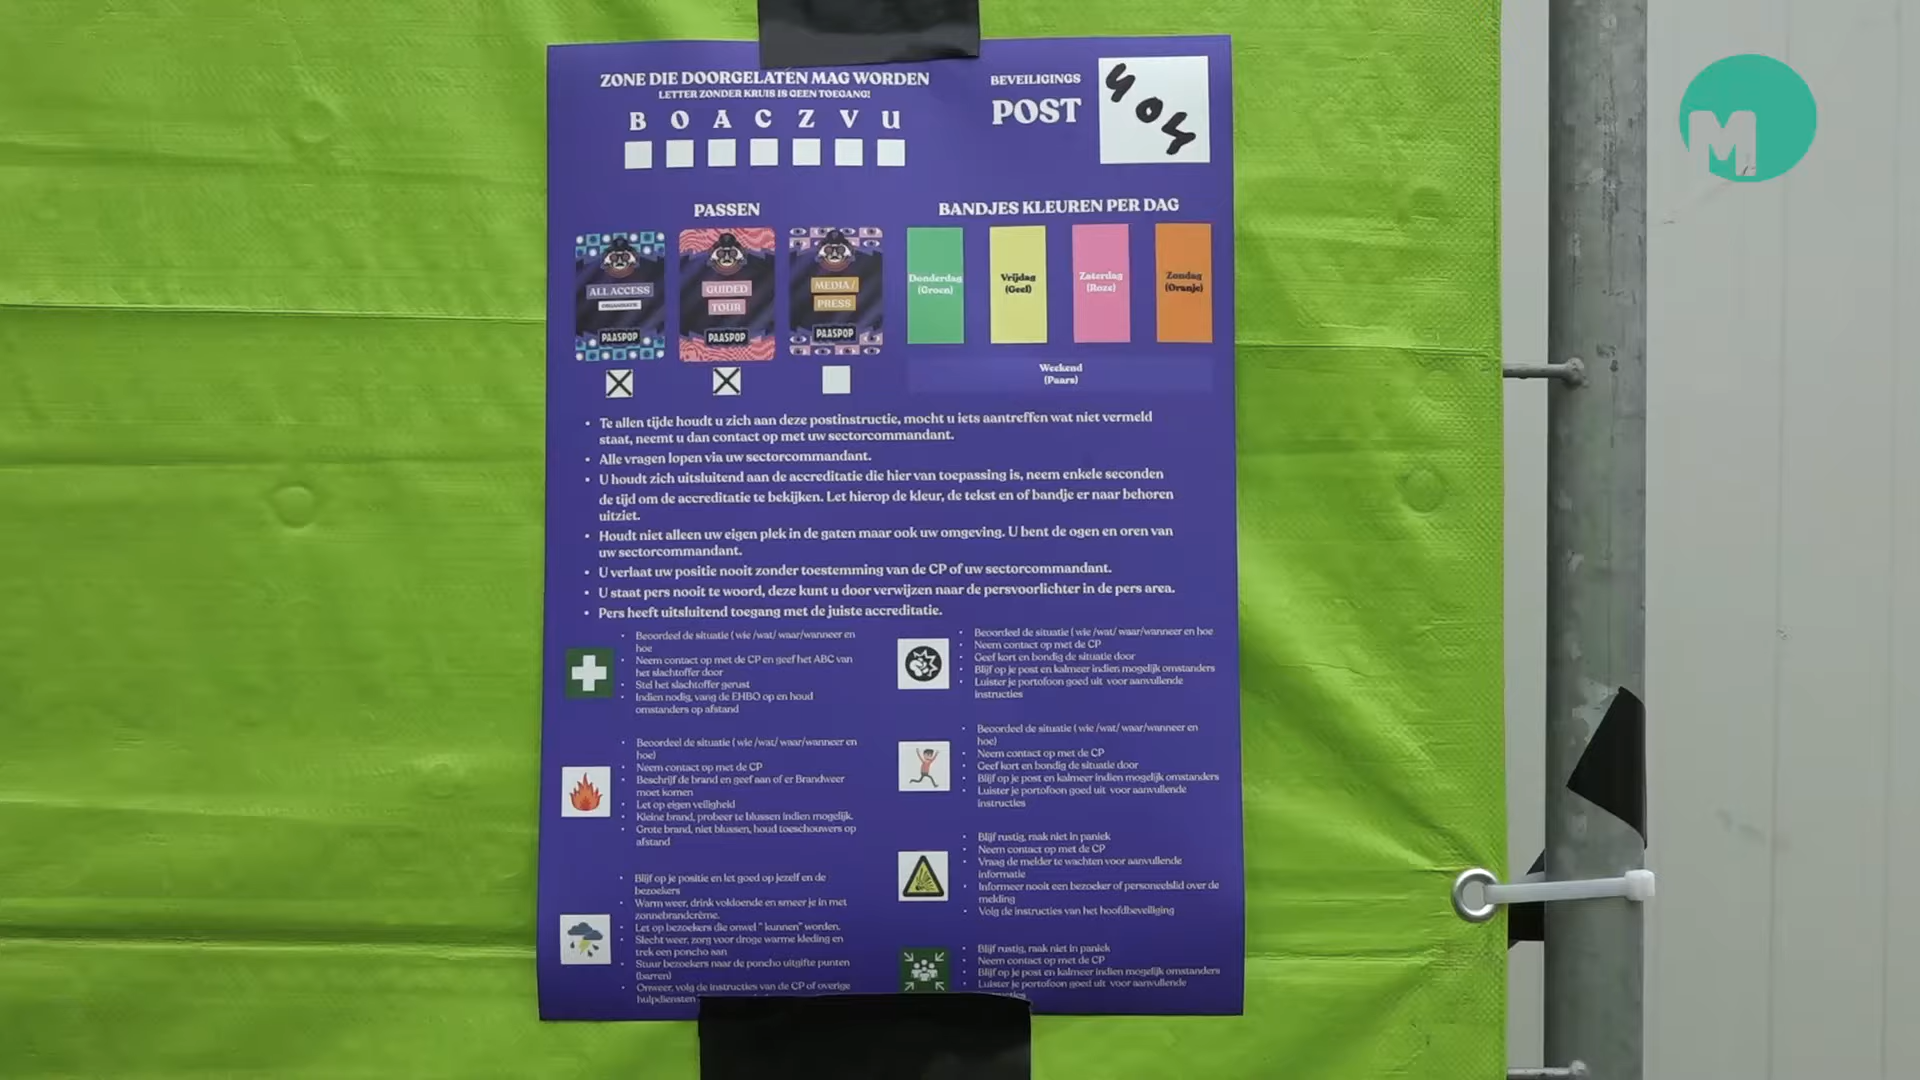 ZONE DIE DOORGELATEN MAG WORDEN
LETTER ZONDER KRUIS IS GEEN TOEGANG!
B O A C Z V U
BEVEILIGINGS
POST
404
PASSEN
ALL ACCESS
ORGANISATIE
PAASPOP
GUIDED
TOUR
PAASPOP
MEDIA /
PRESS
PAASPOP
BANDJES KLEUREN PER DAG
Donderdag
(Groen)
Vrijdag
(Geel)
Zaterdag
(Roze)
Zondag
(Oranje)
Weekend
(Paars)
• Te allen tijde houdt u zich aan deze postinstructie, mocht u iets aantreffen wat niet vermeld
staat, neemt u dan contact op met uw sectorcommandant.
• Alle vragen lopen via uw sectorcommandant.
• U houdt zich uitsluitend aan de accreditatie die hier van toepassing is, neem enkele seconden
de tijd om de accreditatie te bekijken. Let hierop de kleur, de tekst en of bandje er naar behoren
uitziet.
• Houdt niet alleen uw eigen plek in de gaten maar ook uw omgeving. U bent de ogen en oren van
uw sectorcommandant.
• U verlaat uw positie nooit zonder toestemming van de CP of uw sectorcommandant.
• U staat pers nooit te woord, deze kunt u door verwijzen naar de persvoorlichter in de pers area.
• Pers heeft uitsluitend toegang met de juiste accreditatie.
• Beoordeel de situatie ( wie /wat/ waar/wanneer en
hoe
• Neem contact op met de CP en geef het ABC van
het slachtoffer door
• Stel het slachtoffer gerust
• Indien nodig, vang de EHBO op en houd
omstanders op afstand
• Beoordeel de situatie ( wie /wat/ waar/wanneer en
hoe)
• Neem contact op met de CP
• Beschrijf de brand en geef aan of er Brandweer
moet komen
• Let op eigen veiligheid
• Kleine brand, probeer te blussen indien mogelijk.
• Grote brand, niet blussen, houd toeschouwers op
afstand
• Blijf op je positie en let goed op jezelf en de
bezoekers
• Warm weer, drink voldoende en smeer je in met
zonnebrandcrème.
• Let op bezoekers die onwel " kunnen" worden.
• Slecht weer, zorg voor droge warme kleding en
trek een poncho aan
• Stuur bezoekers naar de poncho uitgifte punten
(barren)
• Onweer, volg de instructies van de CP of overige
hulpdiensten
• Beoordeel de situatie ( wie /wat/ waar/wanneer en hoe
• Neem contact op met de CP
• Geef kort en bondig de situatie door
• Blijf op je post en kalmeer indien mogelijk omstanders
• Luister je portofoon goed uit voor aanvullende
instructies
• Beoordeel de situatie ( wie /wat/ waar/wanneer en
hoe)
• Neem contact op met de CP
• Geef kort en bondig de situatie door
• Blijf op je post en kalmeer indien mogelijk omstanders
• Luister je portofoon goed uit voor aanvullende
instructies
• Blijf rustig, raak niet in paniek
• Neem contact op met de CP
• Vraag de melder te wachten voor aanvullende
informatie
• Informeer nooit een bezoeker of personeelslid over de
melding
• Volg de instructies van het hoofdbeveiliging
• Blijf rustig, raak niet in paniek
• Neem contact op met de CP
• Blijf op je post en kalmeer indien mogelijk omstanders
• Luister je portofoon goed uit voor aanvullende
M